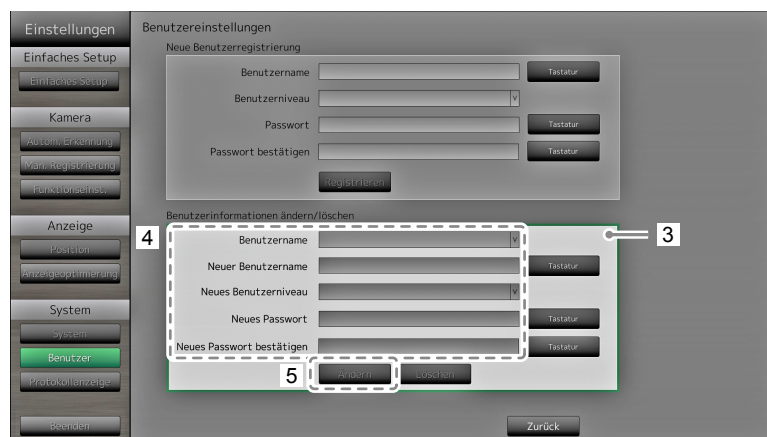 Einstellungen
Einfaches Setup
Einfaches Setup
Kamera
Autom. Erkennung
Man. Registrierung
Funktionseinst.
Anzeige
Position
Anzeigeoptimierung
System
System
Benutzer
Protokollanzeige
Beenden
Benutzereinstellungen
Neue Benutzerregistrierung
Benutzername
Tastatur
Benutzerniveau
Passwort
Tastatur
Passwort bestätigen
Tastatur
Registrieren
Benutzerinformationen ändern/löschen
4
3
Benutzername
Neuer Benutzername
Tastatur
Neues Benutzerniveau
Neues Passwort
Tastatur
Neues Passwort bestätigen
Tastatur
5
Ändern
Löschen
Zurück